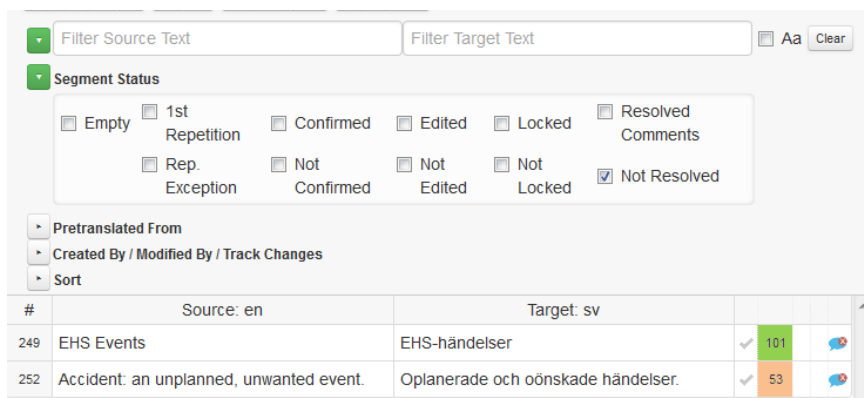 Filter Source Text Filter Target Text Aa Clear
Segment Status
Empty 1st Repetition Confirmed Edited Locked Resolved Comments
Rep. Exception Not Confirmed Not Edited Not Locked Not Resolved
Pretranslated From
Created By / Modified By / Track Changes
Sort
# Source: en Target: sv
249 EHS Events EHS-händelser 101
252 Accident: an unplanned, unwanted event. Oplanerade och oönskade händelser. 53